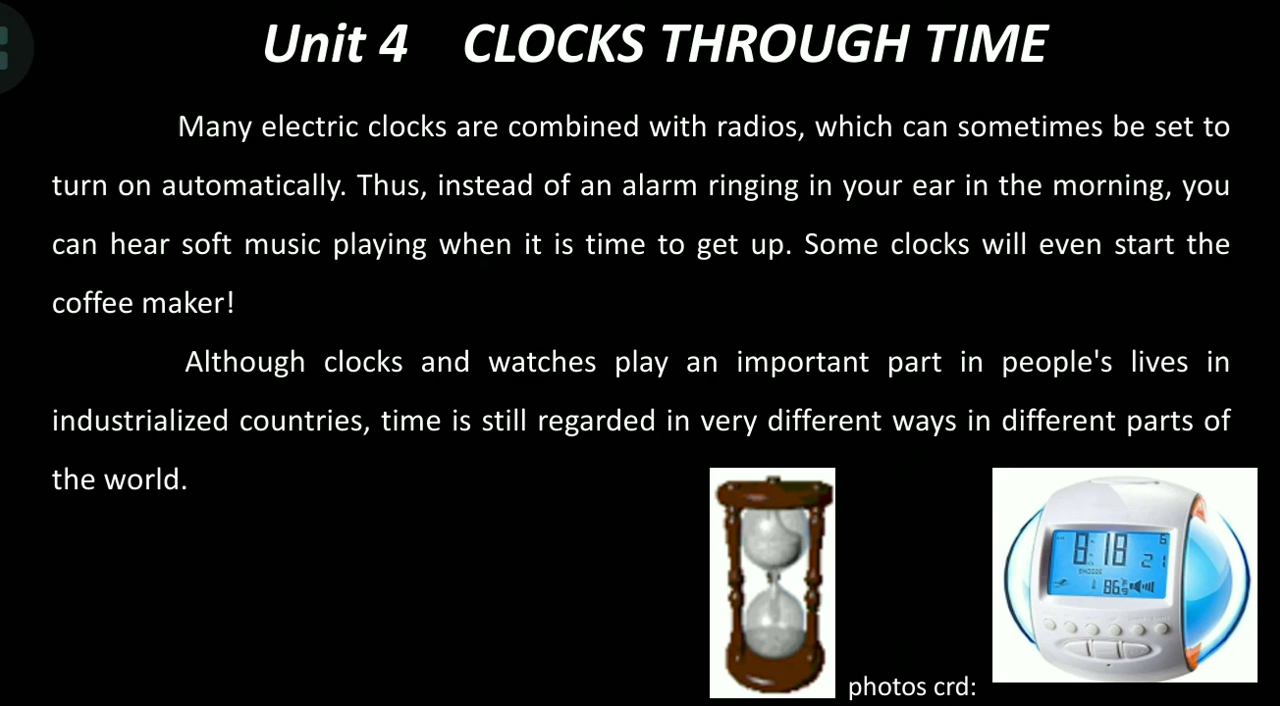 Unit 4 CLOCKS THROUGH TIME
Many electric clocks are combined with radios, which can sometimes be set to
turn on automatically. Thus, instead of an alarm ringing in your ear in the morning, you
can hear soft music playing when it is time to get up. Some clocks will even start the
coffee maker!
Although clocks and watches play an important part in people's lives in
industrialized countries, time is still regarded in very different ways in different parts of
the world.
8:18
6
21
86
photos crd: